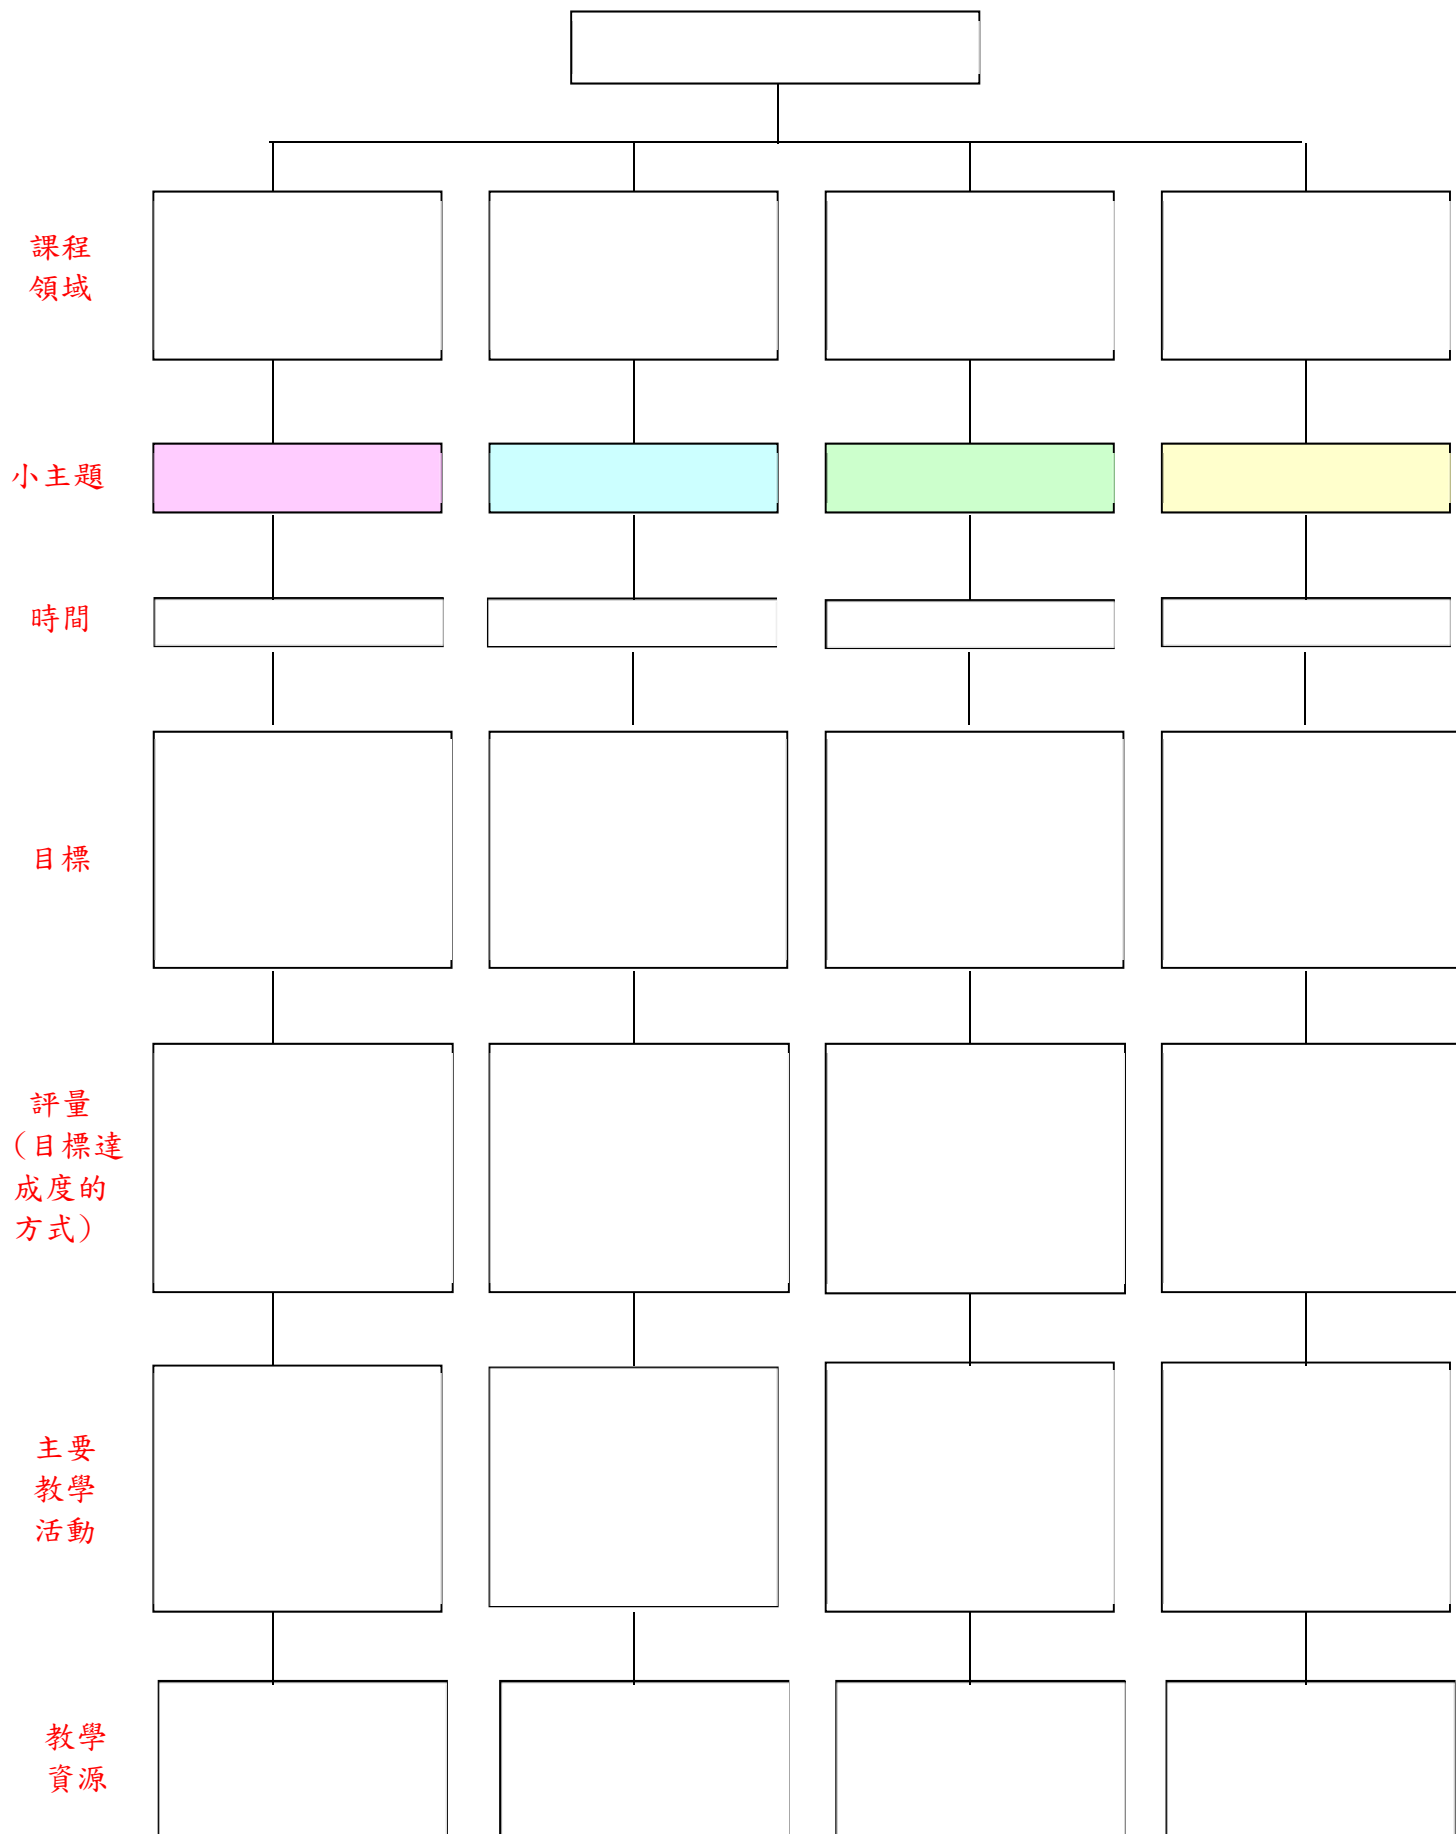 課程
領域
小主題
時間
目標
評量
（目標達
成度的
方式）
主要
教學
活動
教學
資源